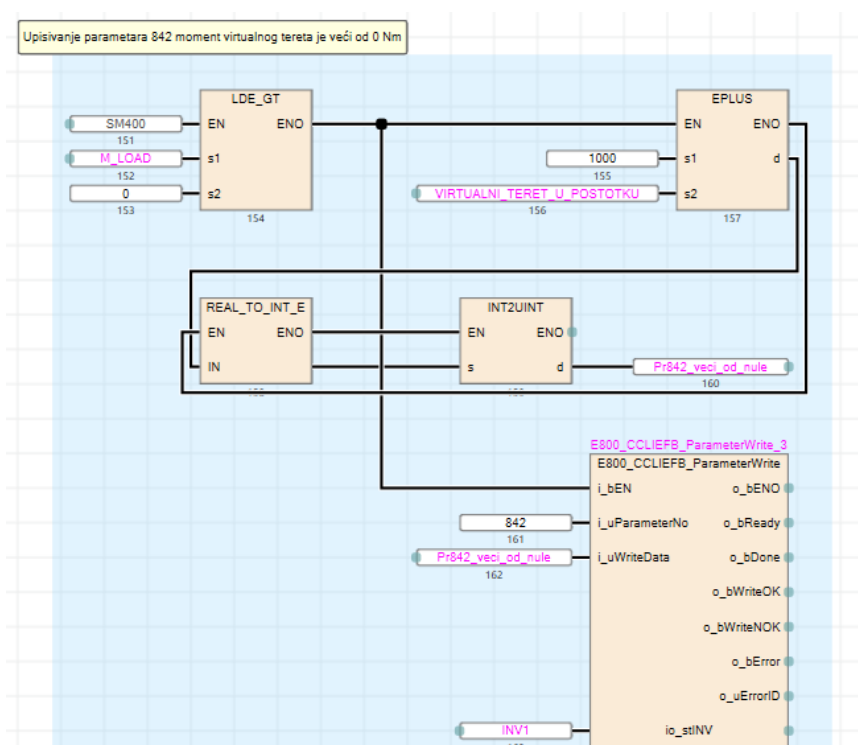 Upisivanje parametara 842 moment virtualnog tereta je veći od 0 Nm
LDE_GT
SM400
EN ENO
151
M_LOAD
s1
152
0
s2
153
154
EPLUS
EN ENO
1000
s1 d
155
VIRTUALNI_TERET_U_POSTOTKU
s2
156
157
REAL_TO_INT_E
EN ENO
IN
INT2UINT
EN ENO
s d
Pr842_veci_od_nule
160
E800_CCLIEFB_ParameterWrite_3
E800_CCLIEFB_ParameterWrite
i_bEN o_bENO
842
i_uParameterNo o_bReady
161
Pr842_veci_od_nule
i_uWriteData o_bDone
162
o_bWriteOK
o_bWriteNOK
o_bError
o_uErrorID
INV1
io_stINV